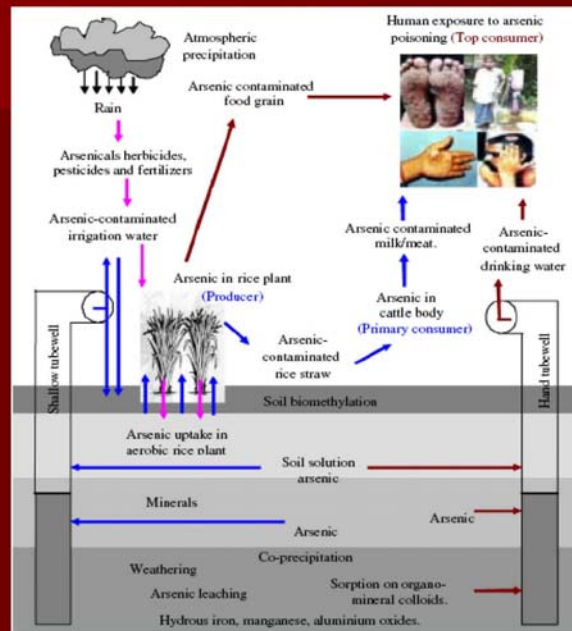 Atmospheric
precipitation
Human exposure to arsenic
poisoning (Top consumer)
Arsenic contaminated
food grain
Rain
Arsenicals herbicides,
pesticides and fertilizers
Arsenic-contaminated
irrigation water
Arsenic contaminated
milk/meat.
Arsenic-
contaminated
drinking water
Arsenic in rice plant
(Producer)
Arsenic in
cattle body
(Primary consumer)
Arsenic-
contaminated
rice straw
Shallow tubewell
Hand tubewell
Soil biomethylation
Arsenic uptake in
aerobic rice plant
Soil solution
arsenic
Minerals
Arsenic
Arsenic
Co-precipitation
Weathering
Arsenic leaching
Sorption on organo-
mineral colloids.
Hydrous iron, manganese, aluminium oxides.